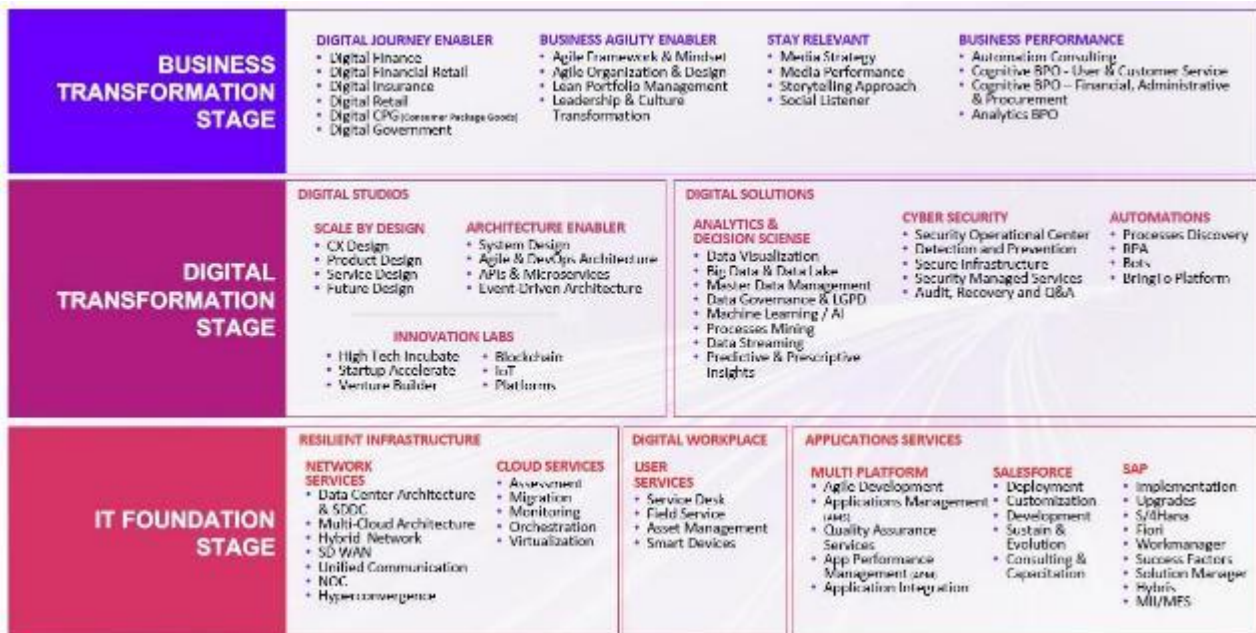 BUSINESS
TRANSFORMATION
STAGE
DIGITAL JOURNEY ENABLER
• Digital Finance
• Digital Financial Retail
• Digital Insurance
• Digital Retail
• Digital CPG (Consumer Package Goods)
• Digital Government
BUSINESS AGILITY ENABLER
• Agile Framework & Mindset
• Agile Organization & Design
• Lean Portfolio Management
• Leadership & Culture
Transformation
STAY RELEVANT
• Media Strategy
• Media Performance
• Storytelling Approach
• Social Listener
BUSINESS PERFORMANCE
• Automation Consulting
• Cognitive BPO - User & Customer Service
• Cognitive BPO – Financial, Administrative
& Procurement
• Analytics BPO
DIGITAL
TRANSFORMATION
STAGE
DIGITAL STUDIOS
SCALE BY DESIGN
• CX Design
• Product Design
• Service Design
• Future Design
ARCHITECTURE ENABLER
• System Design
• Agile & DevOps Architecture
• APIs & Microservices
• Event-Driven Architecture
INNOVATION LABS
• High Tech Incubate
• Startup Accelerate
• Venture Builder
• Blockchain
• IoT
• Platforms
DIGITAL SOLUTIONS
ANALYTICS &
DECISION SCIENSE
• Data Visualization
• Big Data & Data Lake
• Master Data Management
• Data Governance & LGPD
• Machine Learning / AI
• Processes Mining
• Data Streaming
• Predictive & Prescriptive
Insights
CYBER SECURITY
• Security Operational Center
• Detection and Prevention
• Secure Infrastructure
• Security Managed Services
• Audit, Recovery and Q&A
AUTOMATIONS
• Processes Discovery
• RPA
• Bots
• BringTo Platform
IT FOUNDATION
STAGE
RESILIENT INFRASTRUCTURE
NETWORK
SERVICES
• Data Center Architecture
& SDDC
• Multi-Cloud Architecture
• Hybrid Network
• SD WAN
• Unified Communication
• NOC
• Hyperconvergence
CLOUD SERVICES
• Assessment
• Migration
• Monitoring
• Orchestration
• Virtualization
DIGITAL WORKPLACE
USER
SERVICES
• Service Desk
• Field Service
• Asset Management
• Smart Devices
APPLICATIONS SERVICES
MULTI PLATFORM
• Agile Development
• Applications Management
(AMS)
• Quality Assurance
Services
• App Performance
Management (APM)
• Application Integration
SALESFORCE
• Deployment
• Customization
• Development
• Sustain &
Evolution
• Consulting &
Capacitation
SAP
• Implementation
• Upgrades
• S/4Hana
• Fiori
• Workmanager
• Success Factors
• Solution Manager
• Hybris
• MII/MES